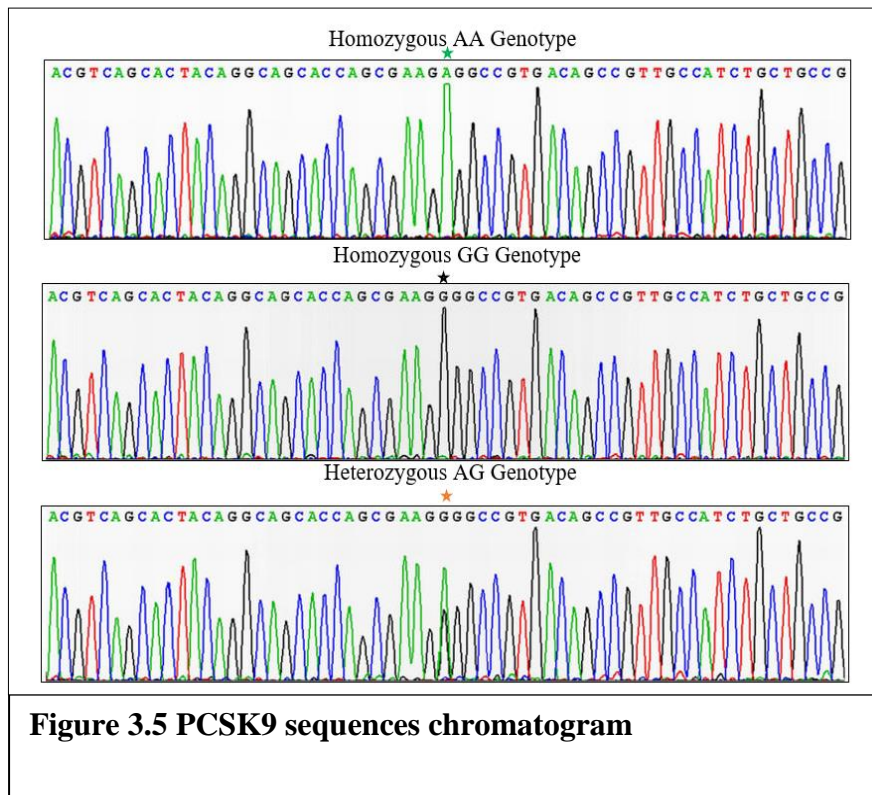 Homozygous AA Genotype
ACGTCAGCACTACAGGCAGCACCAGCGAAGAGGCCGTGACAGCCGTTGCCATCTGCTGCCG
Homozygous GG Genotype
ACGTCAGCACTACAGGCAGCACCAGCGAAGGGGCCGTGACAGCCGTTGCCATCTGCTGCCG
Heterozygous AG Genotype
ACGTCAGCACTACAGGCAGCACCAGCGAAGGGGCCGTGACAGCCGTTGCCATCTGCTGCCG
Figure 3.5 PCSK9 sequences chromatogram